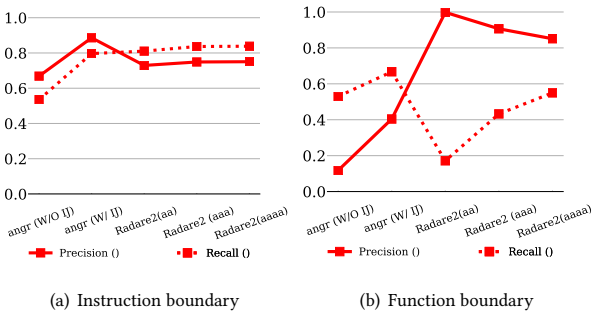 1.0
0.8
0.6
0.4
0.2
0.0
angr (W/O IJ)
angr (W/ IJ)
Radare2(aa)
Radare2 (aaa)
Radare2(aaaa)
Precision ()
Recall ()
(a) Instruction boundary
1.0
0.8
0.6
0.4
0.2
0.0
angr (W/O IJ)
angr (W/ IJ)
Radare2(aa)
Radare2 (aaa)
Radare2(aaaa)
Precision ()
Recall ()
(b) Function boundary